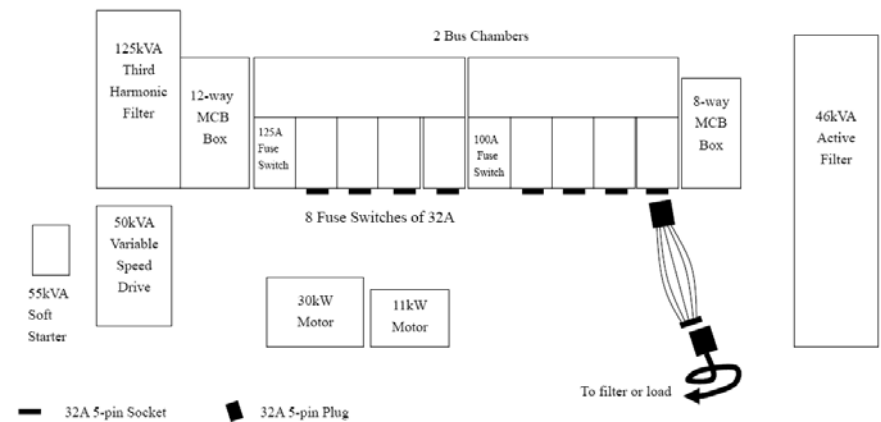 2 Bus Chambers
125kVA
Third
Harmonic
Filter
12-way
MCB
Box
125A
Fuse
Switch
100A
Fuse
Switch
8-way
MCB
Box
46kVA
Active
Filter
8 Fuse Switches of 32A
50kVA
Variable
Speed
Drive
55kVA
Soft
Starter
30kW
Motor
11kW
Motor
To filter or load
32A 5-pin Socket
32A 5-pin Plug